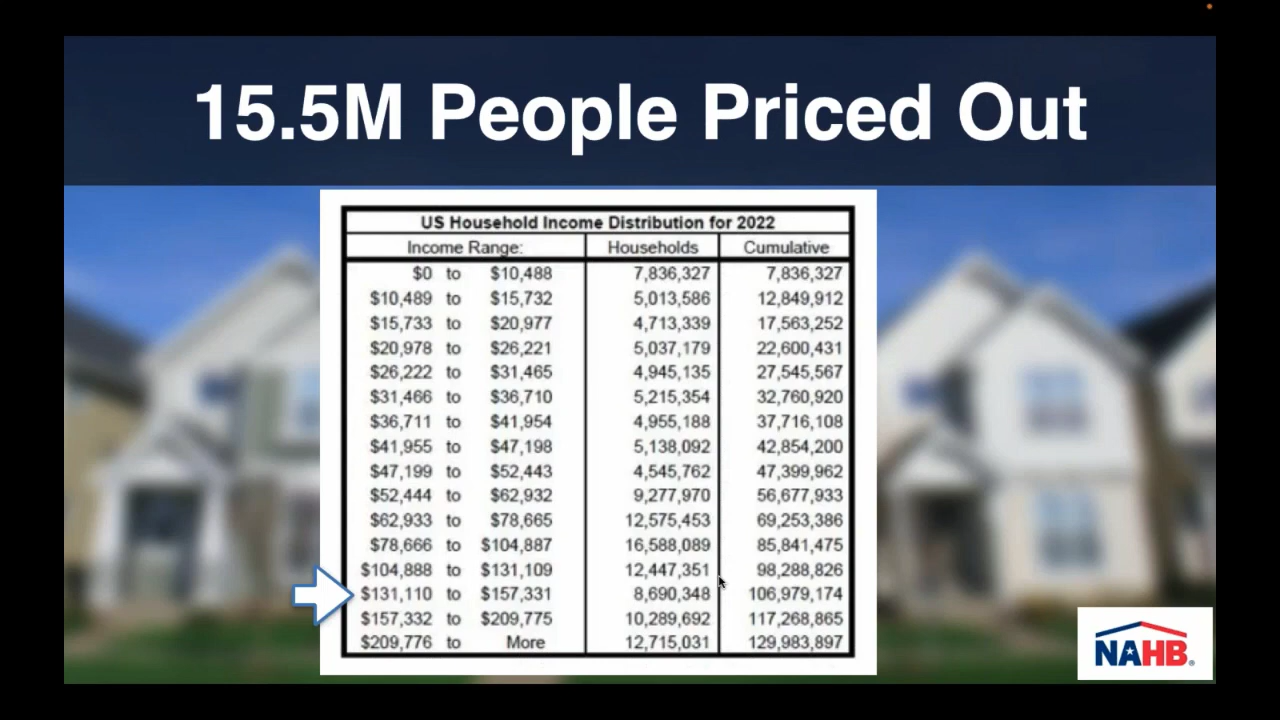 15.5M People Priced Out
US Household Income Distribution for 2022
Income Range: Households Cumulative
$0 to $10,488 7,836,327 7,836,327
$10,489 to $15,732 5,013,586 12,849,912
$15,733 to $20,977 4,713,339 17,563,252
$20,978 to $26,221 5,037,179 22,600,431
$26,222 to $31,465 4,945,135 27,545,567
$31,466 to $36,710 5,215,354 32,760,920
$36,711 to $41,954 4,955,188 37,716,108
$41,955 to $47,198 5,138,092 42,854,200
$47,199 to $52,443 4,545,762 47,399,962
$52,444 to $62,932 9,277,970 56,677,933
$62,933 to $78,665 12,575,453 69,253,386
$78,666 to $104,887 16,588,089 85,841,475
$104,888 to $131,109 12,447,351 98,288,826
$131,110 to $157,331 8,690,348 106,979,174
$157,332 to $209,775 10,289,692 117,268,865
$209,776 to More 12,715,031 129,983,897
NAHB®